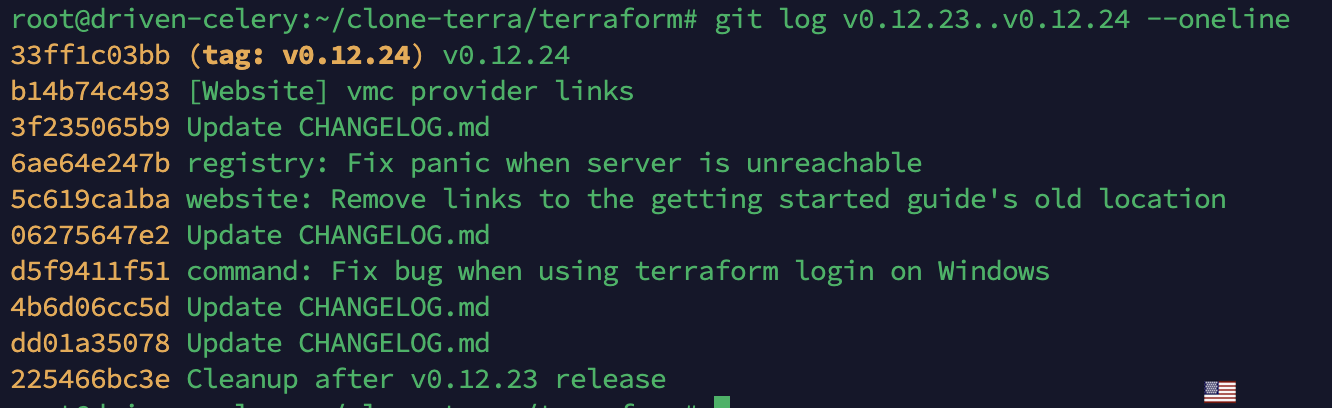 root@driven-celery:~/clone-terra/terraform# git log v0.12.23..v0.12.24 --oneline
33ff1c03bb (tag: v0.12.24) v0.12.24
b14b74c493 [Website] vmc provider links
3f235065b9 Update CHANGELOG.md
6ae64e247b registry: Fix panic when server is unreachable
5c619ca1ba website: Remove links to the getting started guide's old location
06275647e2 Update CHANGELOG.md
d5f9411f51 command: Fix bug when using terraform login on Windows
4b6d06cc5d Update CHANGELOG.md
dd01a35078 Update CHANGELOG.md
225466bc3e Cleanup after v0.12.23 release